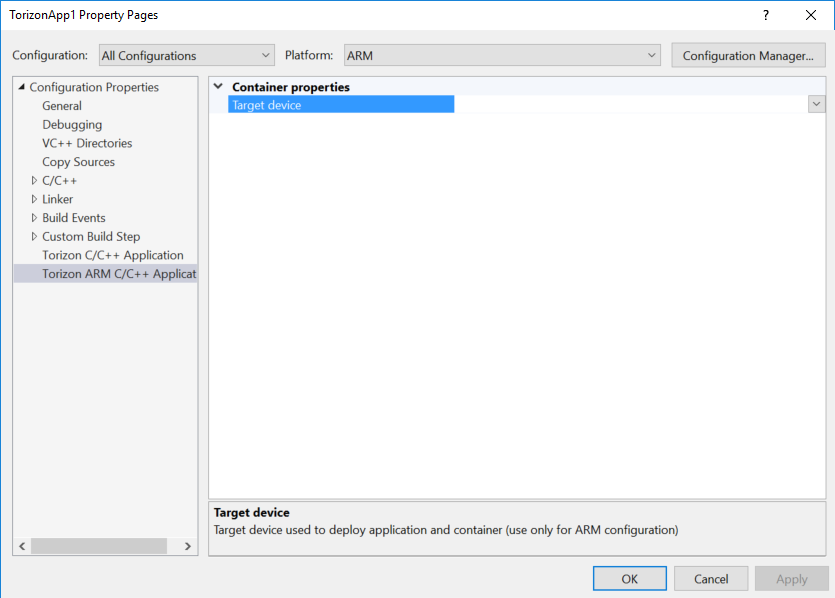 TorizonApp1 Property Pages
?
Configuration: All Configurations Platform: ARM Configuration Manager...
Configuration Properties
General
Debugging
VC++ Directories
Copy Sources
C/C++
Linker
Build Events
Custom Build Step
Torizon C/C++ Application
Torizon ARM C/C++ Applicat
Container properties
Target device
Target device
Target device used to deploy application and container (use only for ARM configuration)
OK Cancel Apply